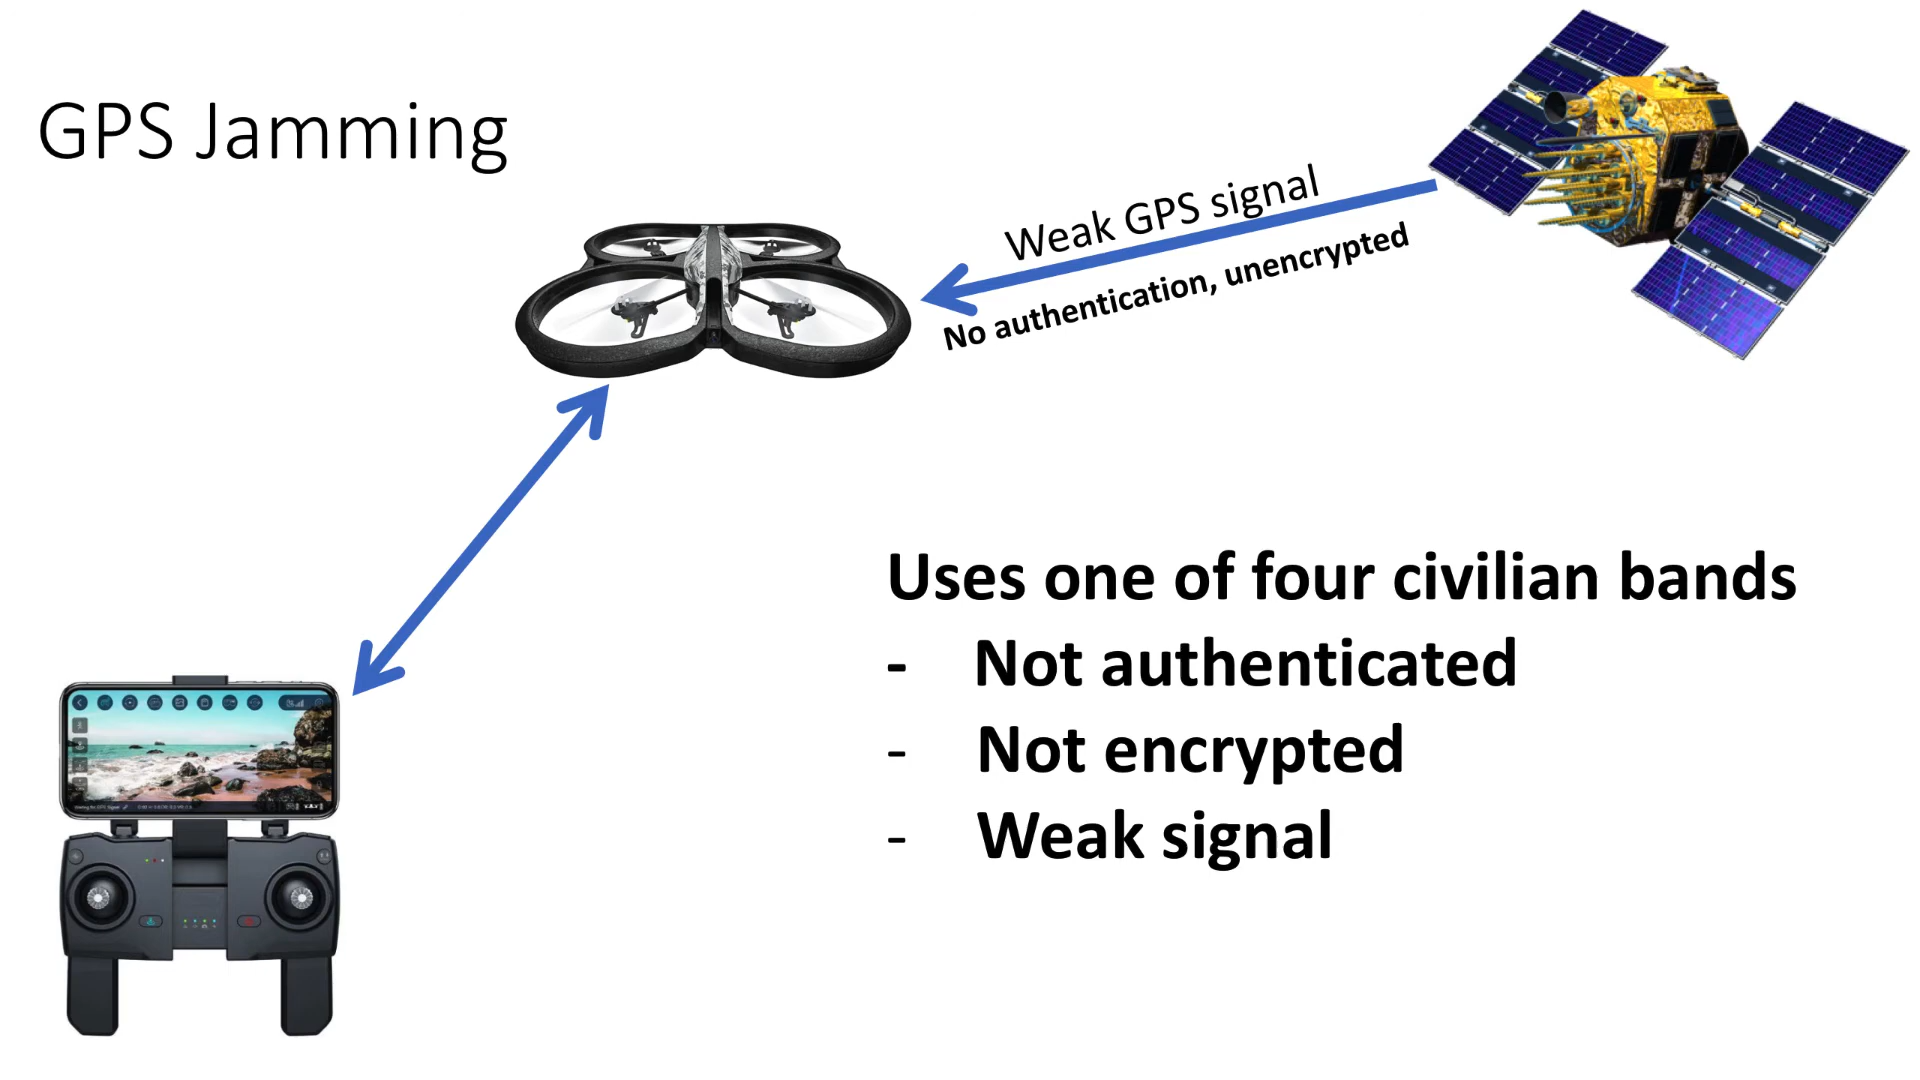 GPS Jamming
Weak GPS signal
No authentication, unencrypted
Uses one of four civilian bands
- Not authenticated
- Not encrypted
- Weak signal